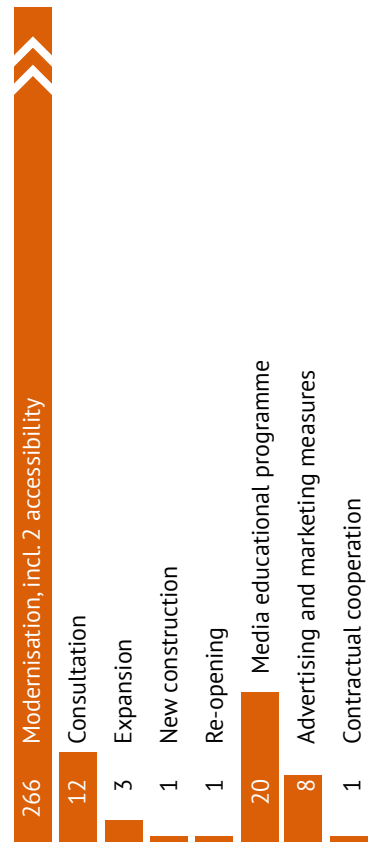 266 Modernisation, incl. 2 accessibility
12 Consultation
3 Expansion
1 New construction
1 Re-opening
20 Media educational programme
8 Advertising and marketing measures
1 Contractual cooperation